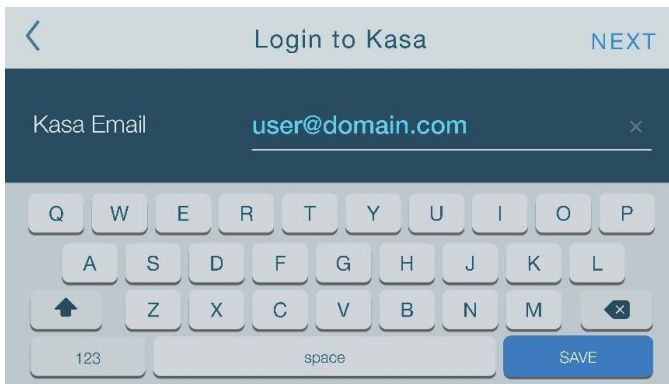 Login to Kasa NEXT
Kasa Email user@domain.com ×
Q W E R T Y U I O P
A S D F G H J K L
Z X C V B N M
123 space SAVE